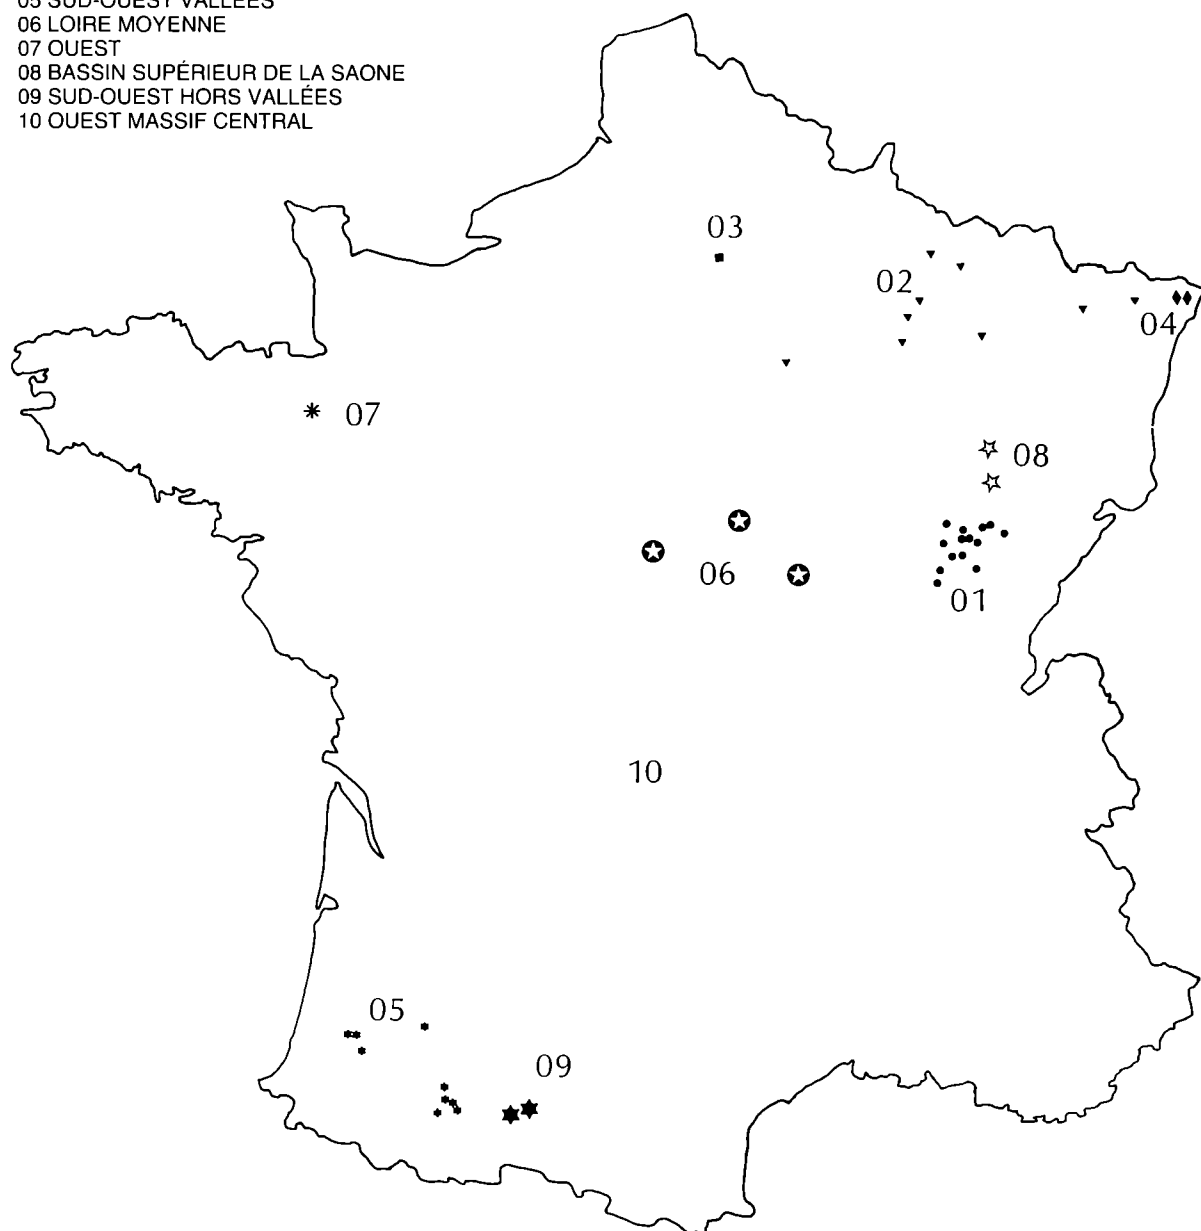 05 SUD-OUEST VALLÉES
06 LOIRE MOYENNE
07 OUEST
08 BASSIN SUPÉRIEUR DE LA SAONE
09 SUD-OUEST HORS VALLÉES
10 OUEST MASSIF CENTRAL
03
02
04
07
08
06
01
10
05
09